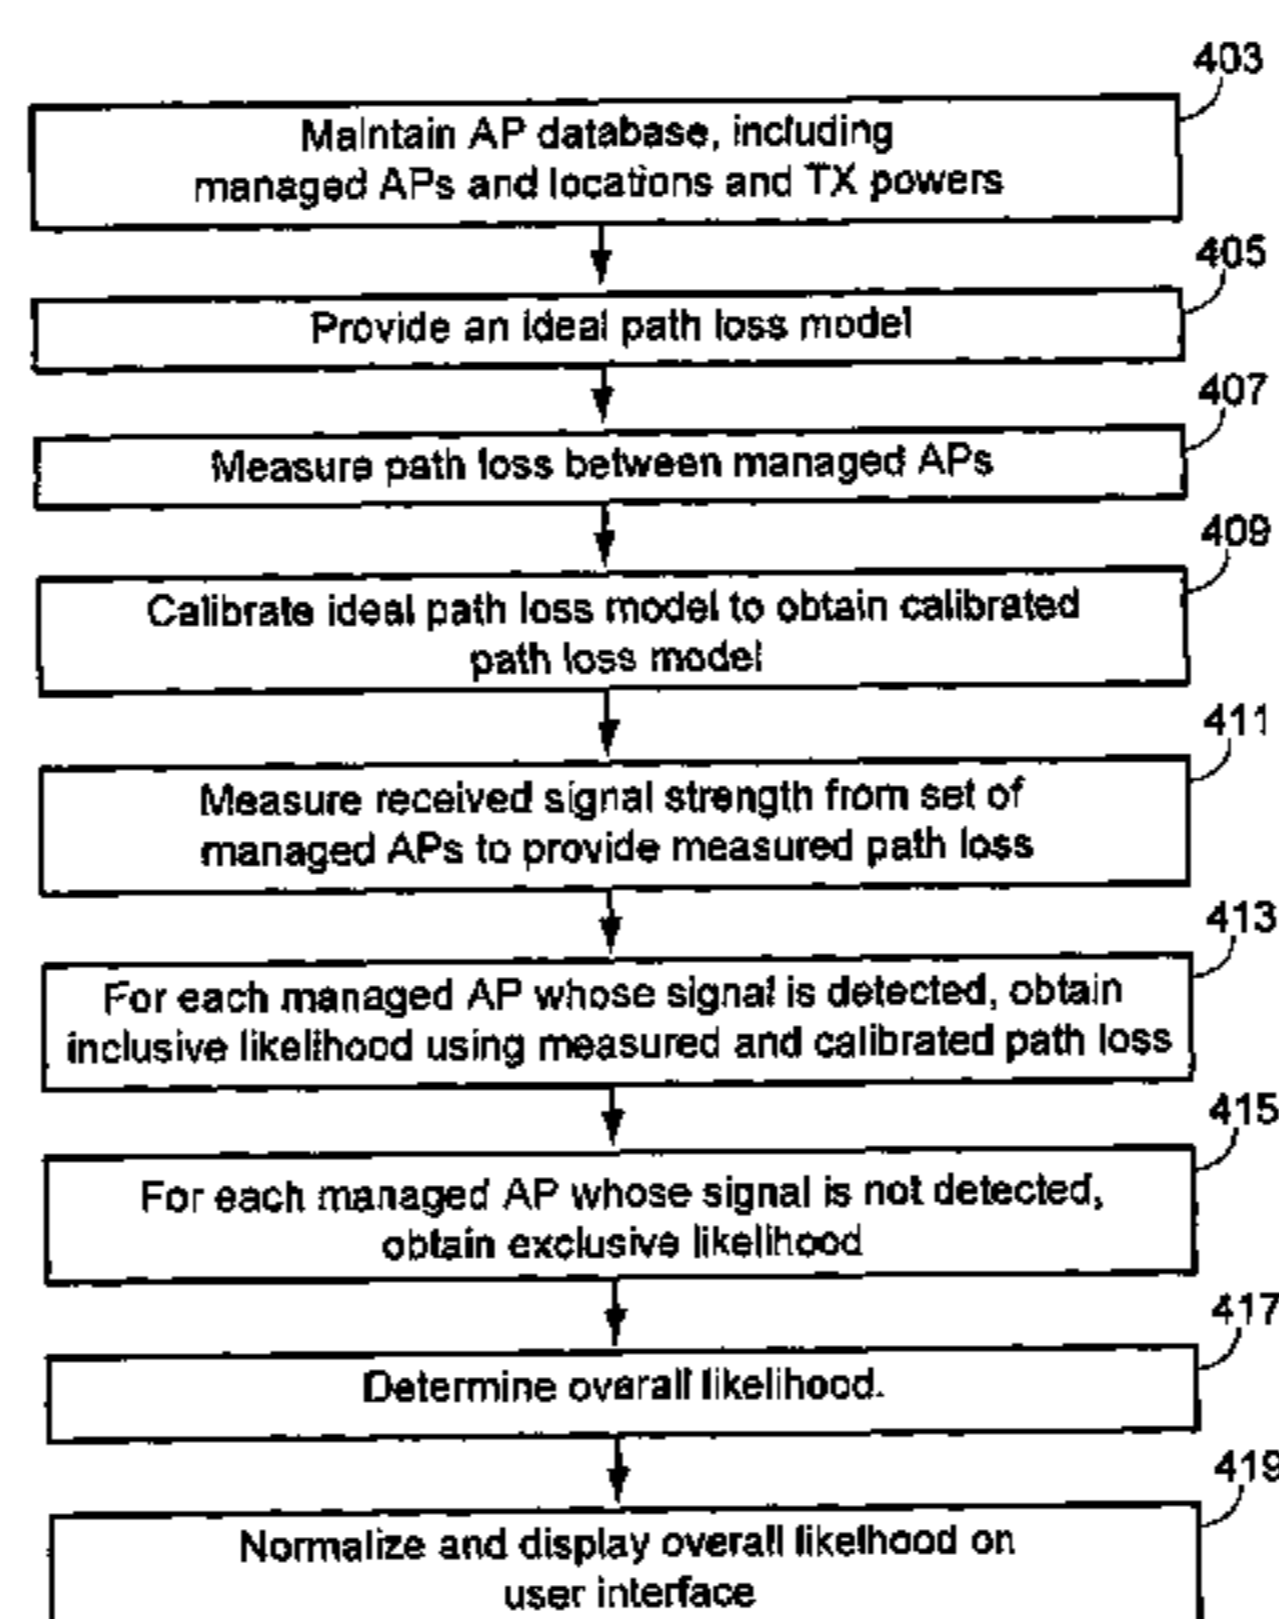 403
Maintain AP database, including
managed APs and locations and TX powers
405
Provide an ideal path loss model
407
Measure path loss between managed APs
409
Calibrate ideal path loss model to obtain calibrated
path loss model
411
Measure received signal strength from set of
managed APs to provide measured path loss
413
For each managed AP whose signal is detected, obtain
inclusive likelihood using measured and calibrated path loss
415
For each managed AP whose signal is not detected,
obtain exclusive likelihood
417
Determine overall likelihood.
419
Normalize and display overall likelihood on
user interface